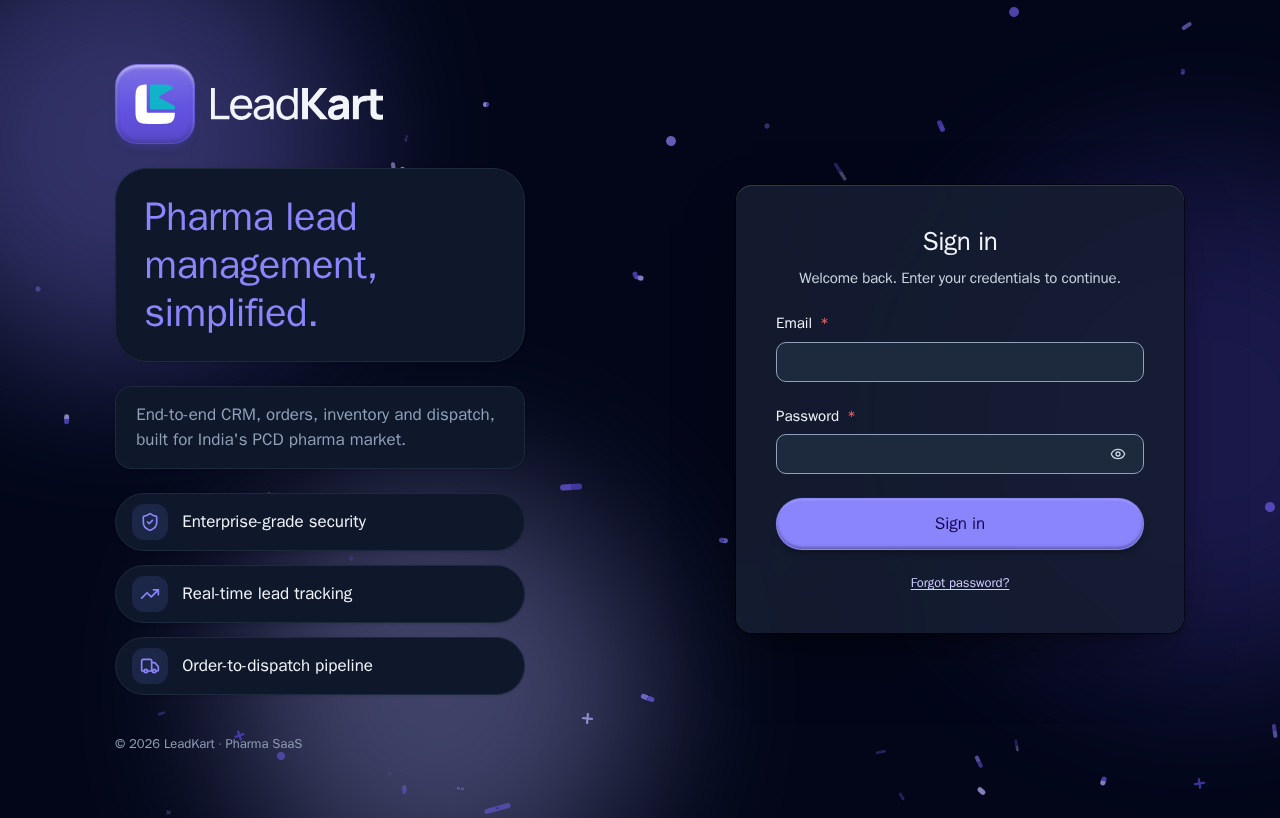 LeadKart
Pharma lead
management,
simplified.
End-to-end CRM, orders, inventory and dispatch,
built for India's PCD pharma market.
Enterprise-grade security
Real-time lead tracking
Order-to-dispatch pipeline
© 2026 LeadKart · Pharma SaaS
Sign in
Welcome back. Enter your credentials to continue.
Email *
Password *
Sign in
Forgot password?